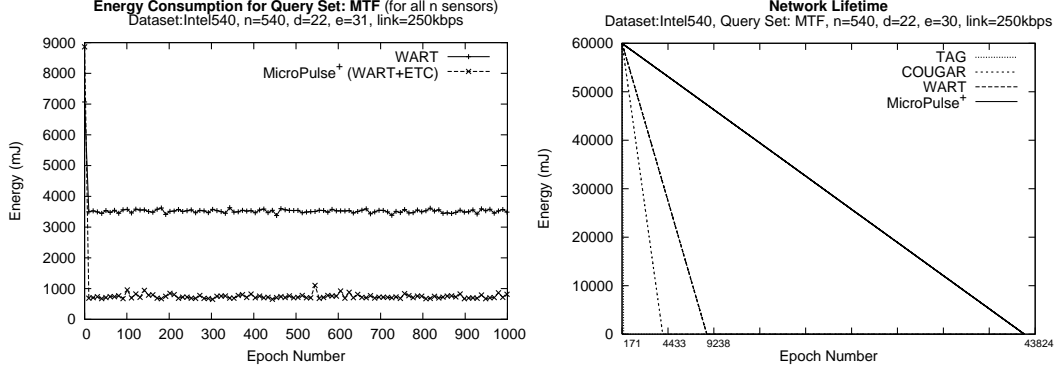 Energy Consumption for Query Set: MTF (for all n sensors)
Dataset:Intel540, n=540, d=22, e=31, link=250kbps
9000
8000
7000
6000
5000
4000
3000
2000
1000
0
Energy (mJ)
WART
MicroPulse+ (WART+ETC)
0 100 200 300 400 500 600 700 800 900 1000
Epoch Number
Network Lifetime
Dataset:Intel540, Query Set: MTF, n=540, d=22, e=30, link=250kbps
60000
50000
40000
30000
20000
10000
0
Energy (mJ)
TAG
COUGAR
WART
MicroPulse+
171 4433 9238 43824
Epoch Number